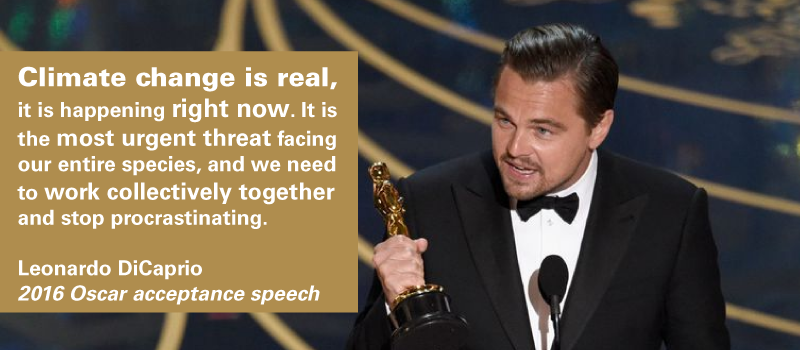 Climate change is real,
it is happening right now. It is
the most urgent threat facing
our entire species, and we need
to work collectively together
and stop procrastinating.
Leonardo DiCaprio
2016 Oscar acceptance speech